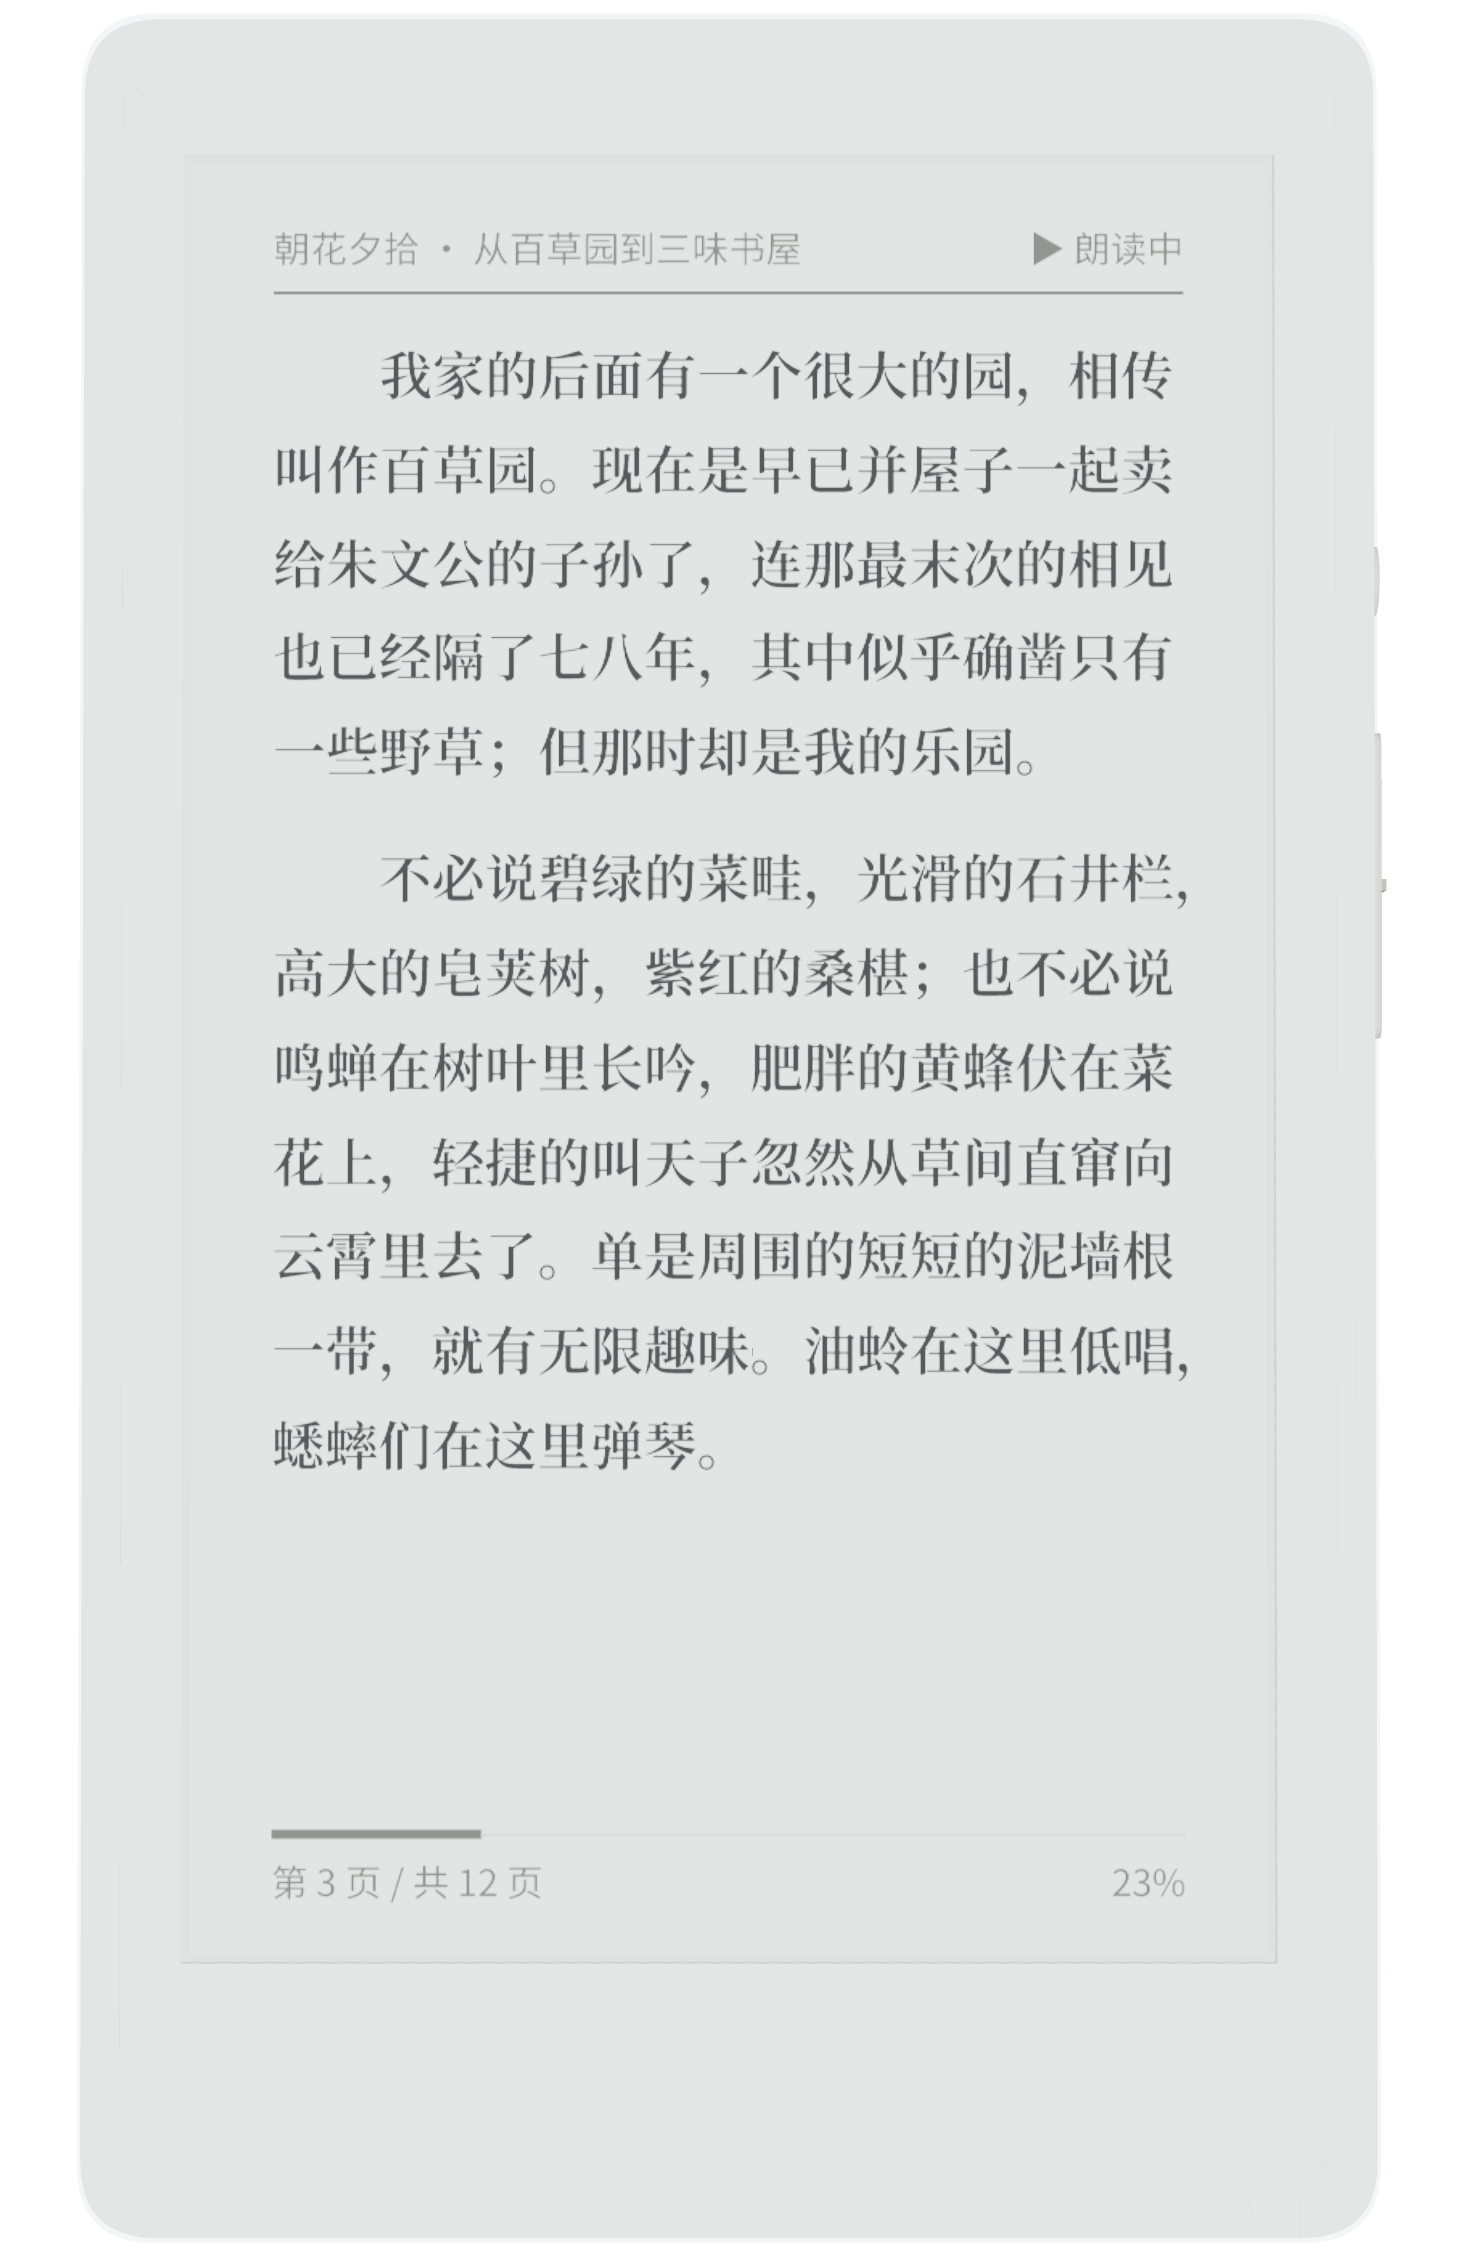 朝花夕拾 · 从百草园到三味书屋 ▶ 朗读中
我家的后面有一个很大的园，相传
叫作百草园。现在是早已并屋子一起卖
给朱文公的子孙了，连那最末次的相见
也已经隔了七八年，其中似乎确凿只有
一些野草；但那时却是我的乐园。
不必说碧绿的菜畦，光滑的石井栏，
高大的皂荚树，紫红的桑椹；也不必说
鸣蝉在树叶里长吟，肥胖的黄蜂伏在菜
花上，轻捷的叫天子忽然从草间直窜向
云霄里去了。单是周围的短短的泥墙根
一带，就有无限趣味。油蛉在这里低唱，
蟋蟀们在这里弹琴。
第 3 页 / 共 12 页 23%